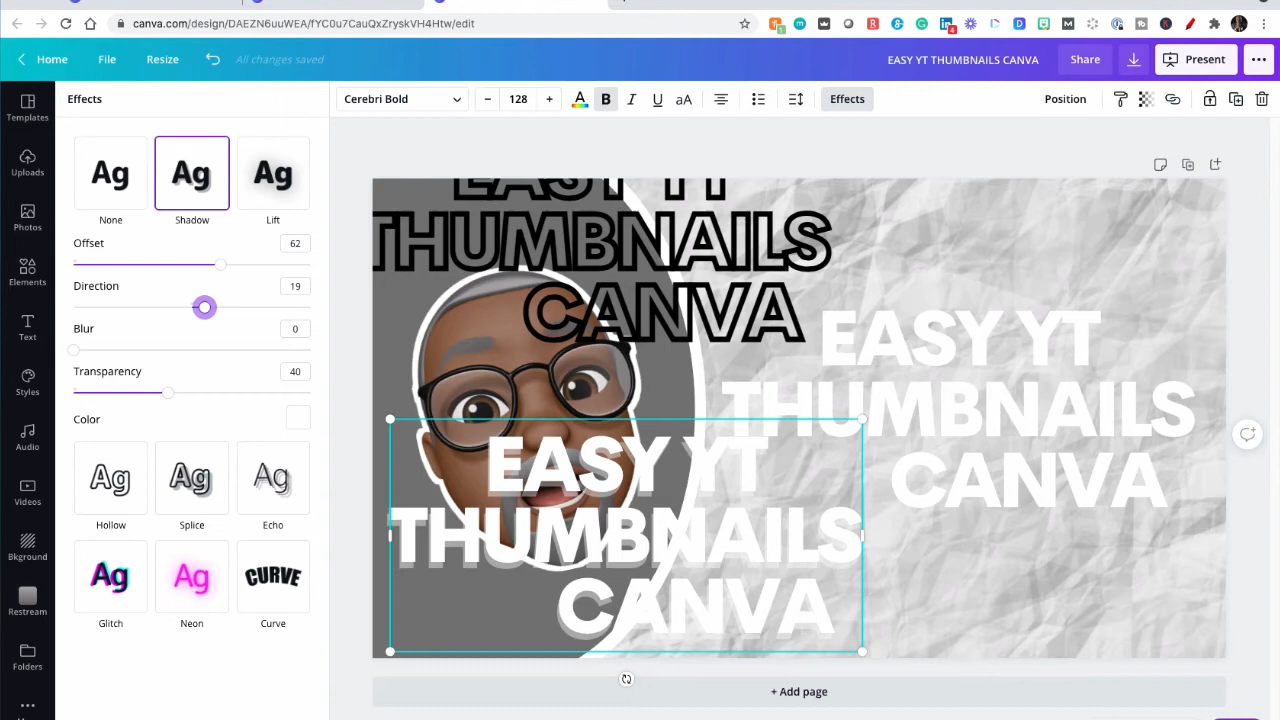 canva.com/design/DAEZN6uuWEA/fYC0u7CauQxZryskVH4Htw/edit
Home
File
Resize
All changes saved
EASY YT THUMBNAILS CANVA
Share
Present
Effects
Cerebri Bold
− 128 +
A
B
I
U
aA
Effects
Position
Templates
Uploads
Photos
Elements
Text
Styles
Audio
Videos
Bkground
Restream
Folders
Ag
None
Ag
Shadow
Ag
Lift
Offset
62
Direction
19
Blur
0
Transparency
40
Color
Ag
Hollow
Ag
Splice
Ag
Echo
Ag
Glitch
Ag
Neon
CURVE
Curve
EASY YT
THUMBNAILS
CANVA
EASY YT
THUMBNAILS
CANVA
EASY YT
THUMBNAILS
CANVA
+ Add page